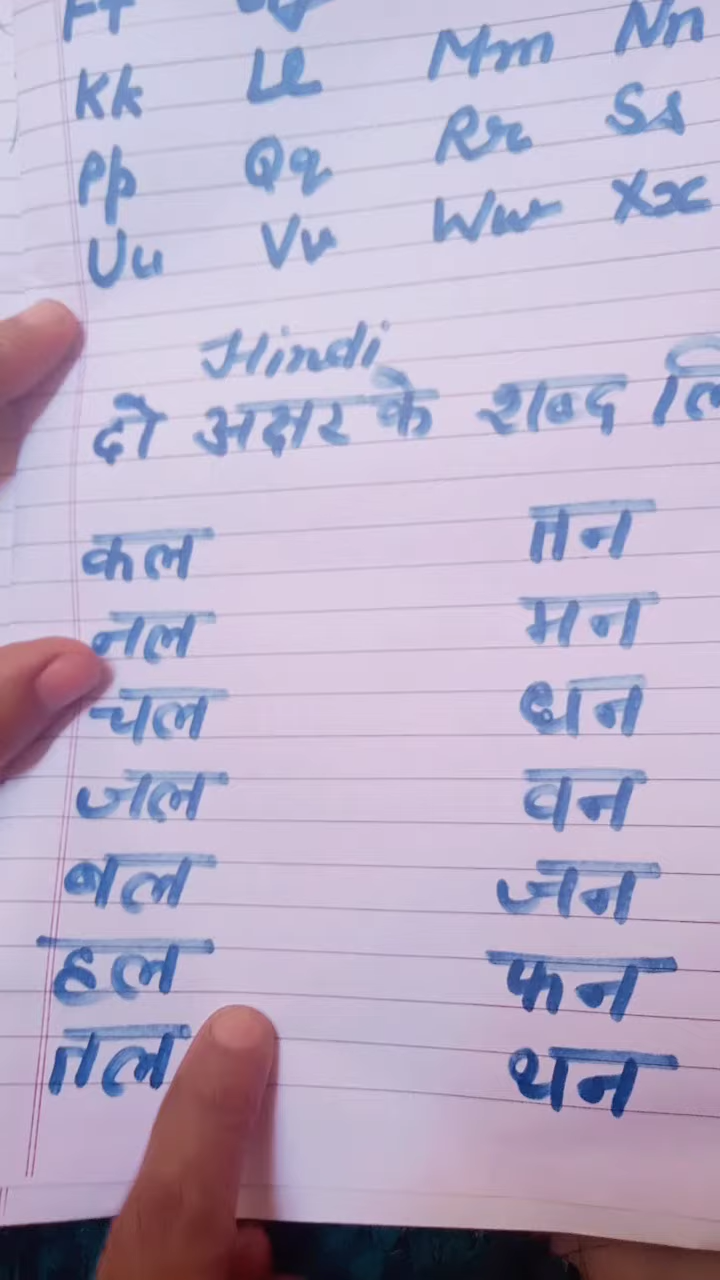 Kk Ll Mm Nn
Pp Qq Rr Ss
Uu Vv Ww Xx
Hindi
दो अक्षर के शब्द
कल तन
नल मन
चल धन
जल वन
बल जन
हल फन
तल थन